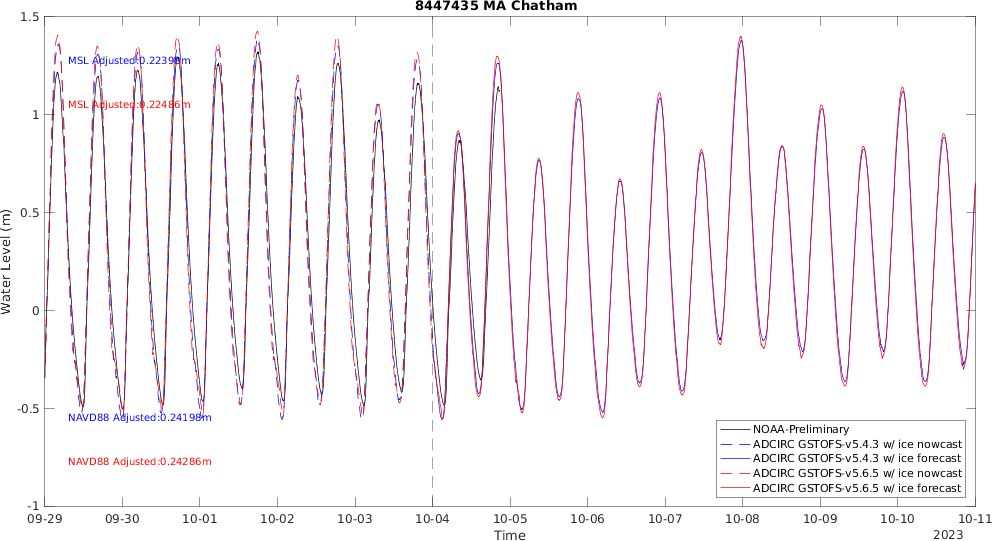 8447435 MA Chatham
1.5
1
0.5
0
-0.5
-1
Water Level (m)
MSL Adjusted:0.22398m
MSL Adjusted:0.22486m
NAVD88 Adjusted:0.24198m
NAVD88 Adjusted:0.24286m
NOAA-Preliminary
ADCIRC GSTOFS-v5.4.3 w/ ice nowcast
ADCIRC GSTOFS-v5.4.3 w/ ice forecast
ADCIRC GSTOFS-v5.6.5 w/ ice nowcast
ADCIRC GSTOFS-v5.6.5 w/ ice forecast
09-29 09-30 10-01 10-02 10-03 10-04 10-05 10-06 10-07 10-08 10-09 10-10 10-11
Time
2023